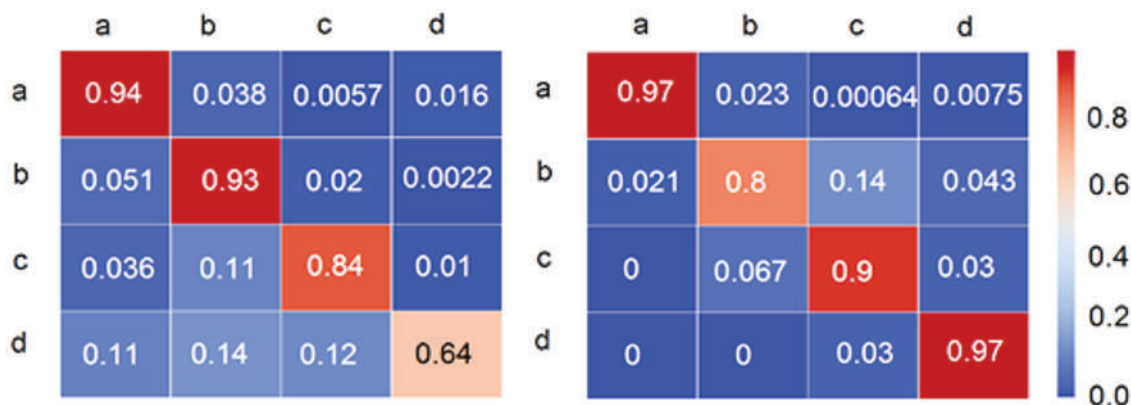 a b c d
a 0.94 0.038 0.0057 0.016
b 0.051 0.93 0.02 0.0022
c 0.036 0.11 0.84 0.01
d 0.11 0.14 0.12 0.64
a b c d
a 0.97 0.023 0.00064 0.0075
b 0.021 0.8 0.14 0.043
c 0 0.067 0.9 0.03
d 0 0 0.03 0.97
0.8
0.6
0.4
0.2
0.0